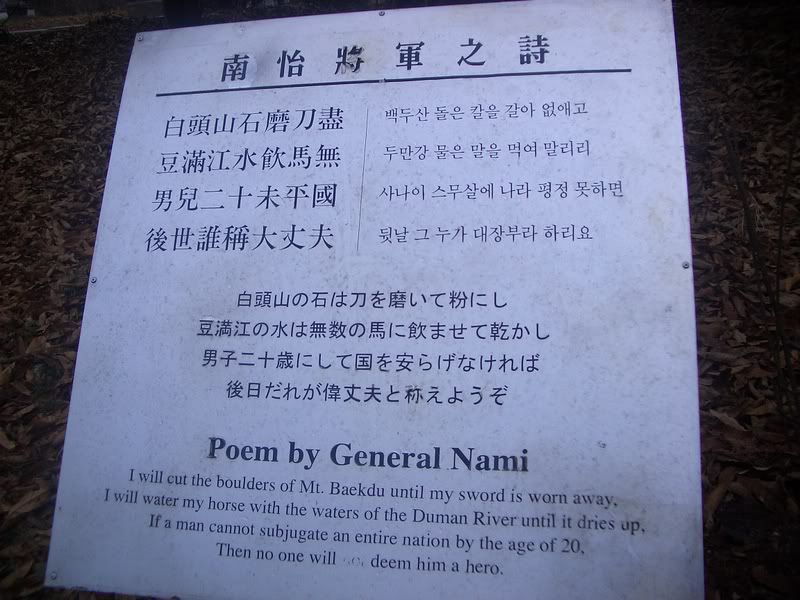 南怡將軍之詩
白頭山石磨刀盡
豆滿江水飮馬無
男兒二十未平國
後世誰稱大丈夫
백두산 돌은 칼을 갈아 없애고
두만강 물은 말을 먹여 말리리
사나이 스무살에 나라 평정 못하면
뒷날 그 누가 대장부라 하리요
白頭山の石は刀を磨いて粉にし
豆満江の水は無数の馬に飲ませて乾かし
男子二十歳にして国を安らげなければ
後日だれが偉丈夫と称えようぞ
Poem by General Nami
I will cut the boulders of Mt. Baekdu until my sword is worn away,
I will water my horse with the waters of the Duman River until it dries up,
If a man cannot subjugate an entire nation by the age of 20,
Then no one will deem him a hero.